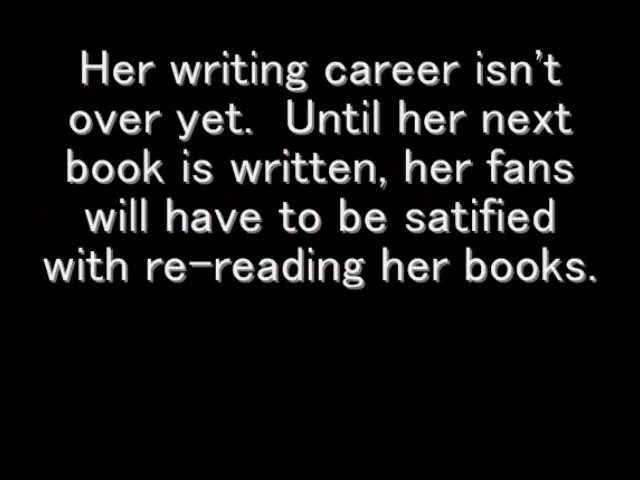 Her writing career isn't
over yet.  Until her next
book is written, her fans
will have to be satified
with re-reading her books.